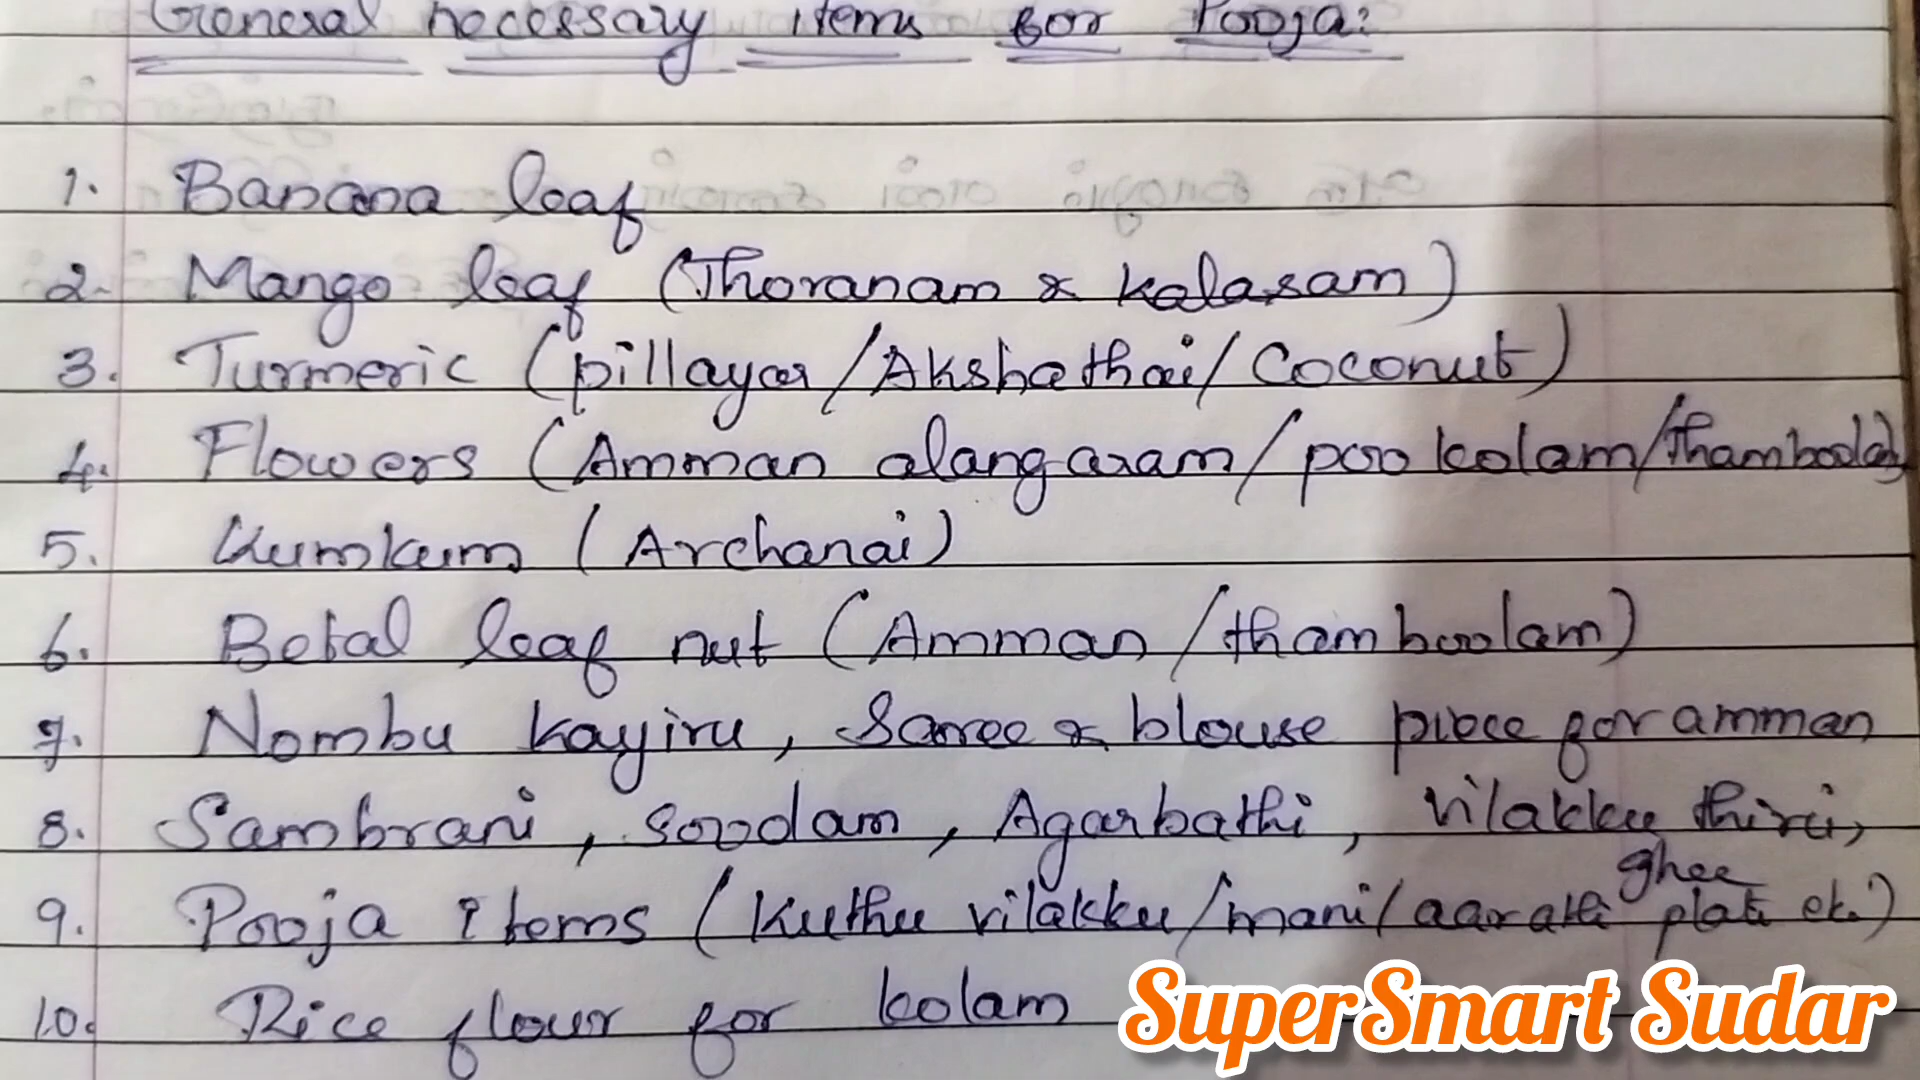 General necessary items for Pooja:
1. Banana leaf
2. Mango leaf (Thoranam & kalasam)
3. Turmeric (pillayar/Akshathai/Coconut)
4. Flowers (Amman alangaram/poo kolam/Thamboolam)
5. Kumkum (Archanai)
6. Betal leaf nut (Amman/thamboolam)
7. Nombu kayiru, Saree & blouse piece for amman
8. Sambrani, soodam, Agarbathi, vilakku thiri,
ghee
9. Pooja items (Kuthu vilakku/mani/aarathi plate etc.)
10. Rice flour for kolam
SuperSmart Sudar